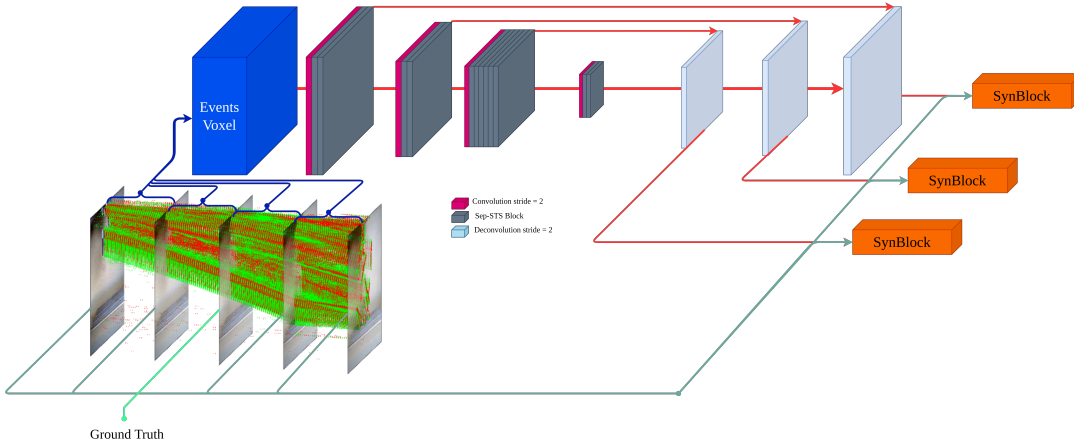 Events
Voxel
SynBlock
SynBlock
SynBlock
Convolution stride = 2
Sep-STS Block
Deconvolution stride = 2
Ground Truth